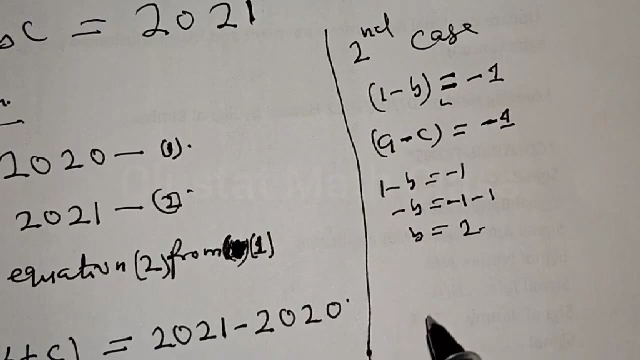 bc = 2021
2020 — (1).
2021 — (2).
equation (2) from (1)
+c) = 2021 - 2020.
2nd case
(1-b) = -1
(a-c) = -1
1-b = -1
-b = -1-1
b = 2